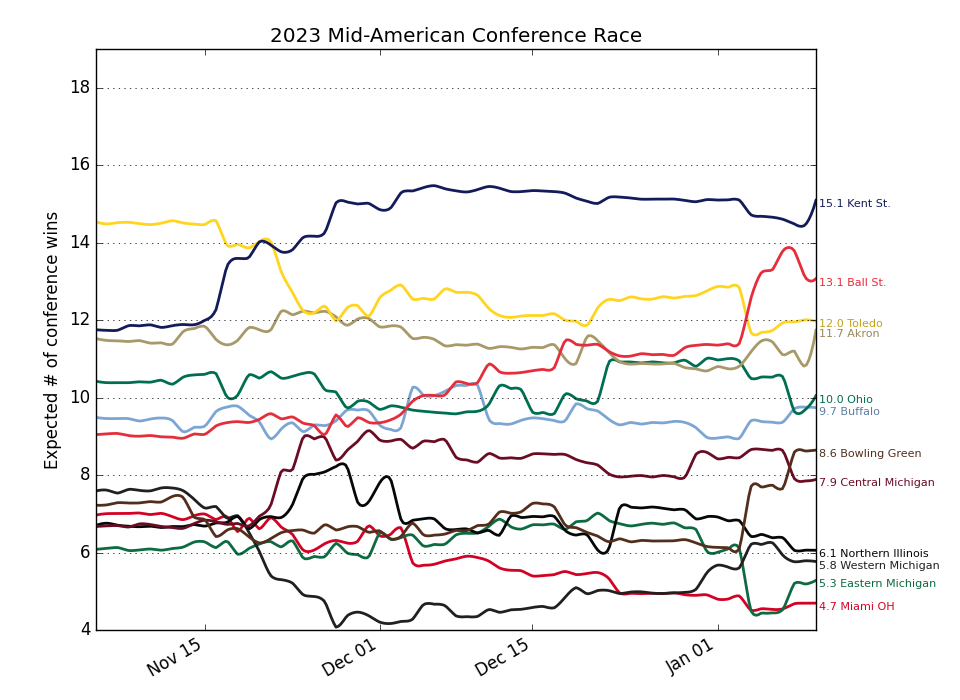 2023 Mid-American Conference Race
Expected # of conference wins
18
16
14
12
10
8
6
4
Nov 15
Dec 01
Dec 15
Jan 01
15.1 Kent St.
13.1 Ball St.
12.0 Toledo
11.7 Akron
10.0 Ohio
9.7 Buffalo
8.6 Bowling Green
7.9 Central Michigan
6.1 Northern Illinois
5.8 Western Michigan
5.3 Eastern Michigan
4.7 Miami OH